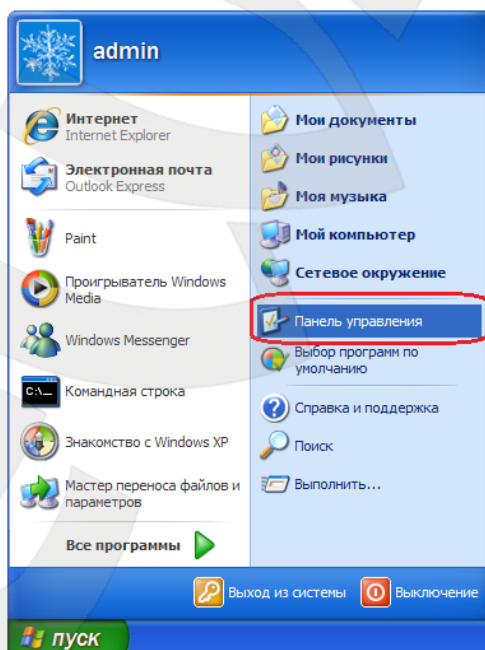 admin
Интернет
Internet Explorer
Электронная почта
Outlook Express
Paint
Проигрыватель Windows
Media
Windows Messenger
C:\_
Командная строка
Знакомство с Windows XP
Мастер переноса файлов и
параметров
Все программы
Мои документы
Мои рисунки
Моя музыка
Мой компьютер
Сетевое окружение
Панель управления
Выбор программ по
умолчанию
Справка и поддержка
Поиск
Выполнить...
Выход из системы
Выключение
пуск